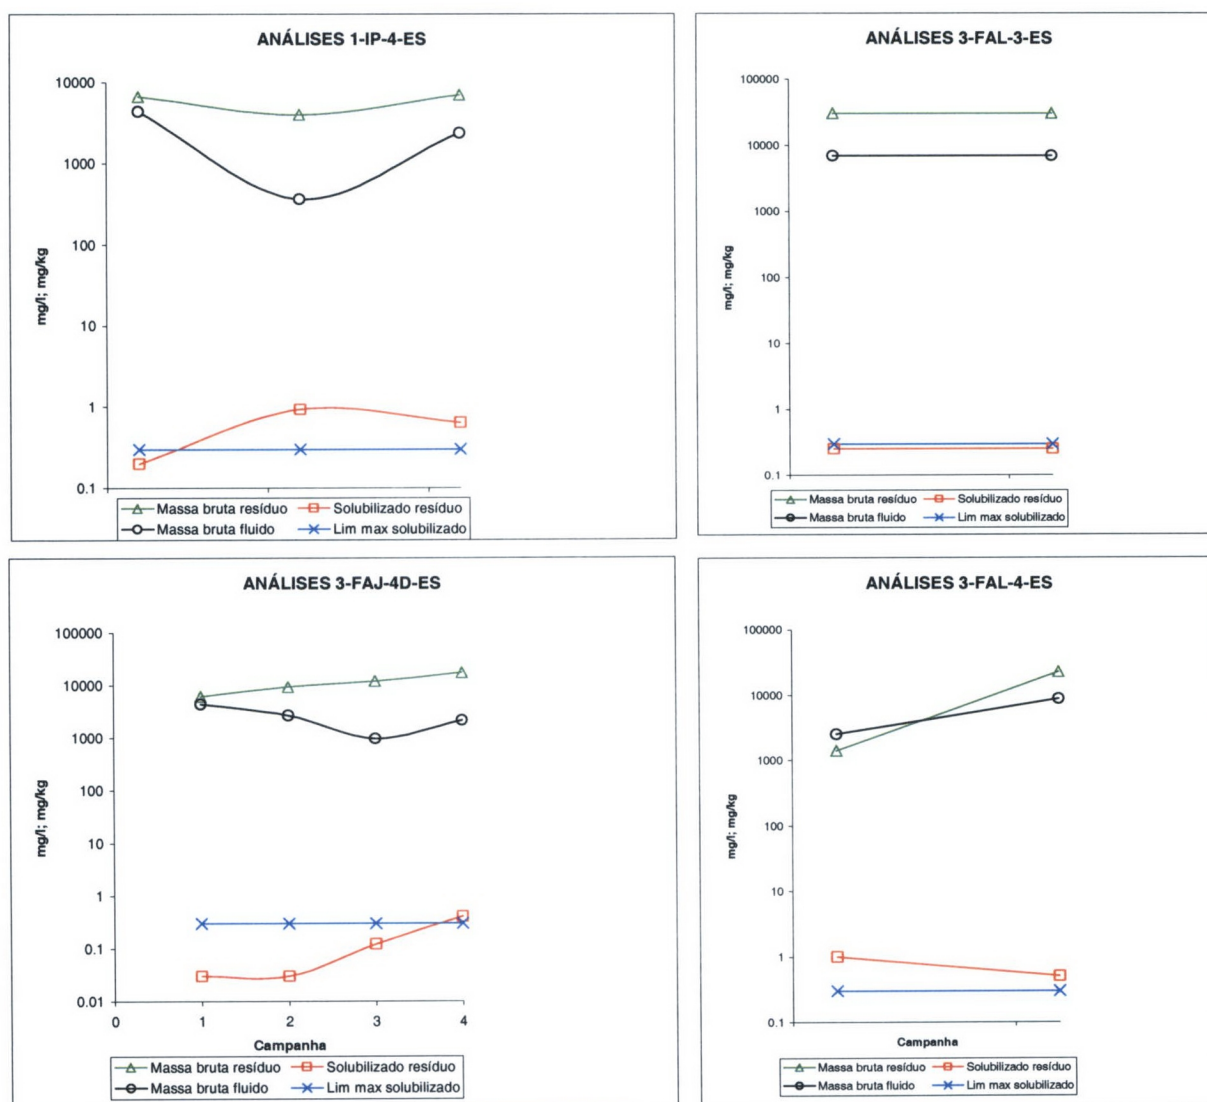 ANÁLISES 1-IP-4-ES
10000
1000
100
10
1
0.1
mg/l; mg/kg
Massa bruta resíduo
Solubilizado resíduo
Massa bruta fluido
Lim max solubilizado
ANÁLISES 3-FAL-3-ES
100000
10000
1000
100
10
1
0.1
mg/l; mg/kg
Massa bruta resíduo
Solubilizado resíduo
Massa bruta fluido
Lim max solubilizado
ANÁLISES 3-FAJ-4D-ES
100000
10000
1000
100
10
1
0.1
0.01
mg/l; mg/kg
0 1 2 3 4
Campanha
Massa bruta resíduo
Solubilizado resíduo
Massa bruta fluido
Lim max solubilizado
ANÁLISES 3-FAL-4-ES
100000
10000
1000
100
10
1
0.1
mg/l; mg/kg
Campanha
Massa bruta resíduo
Solubilizado resíduo
Massa bruta fluido
Lim max solubilizado